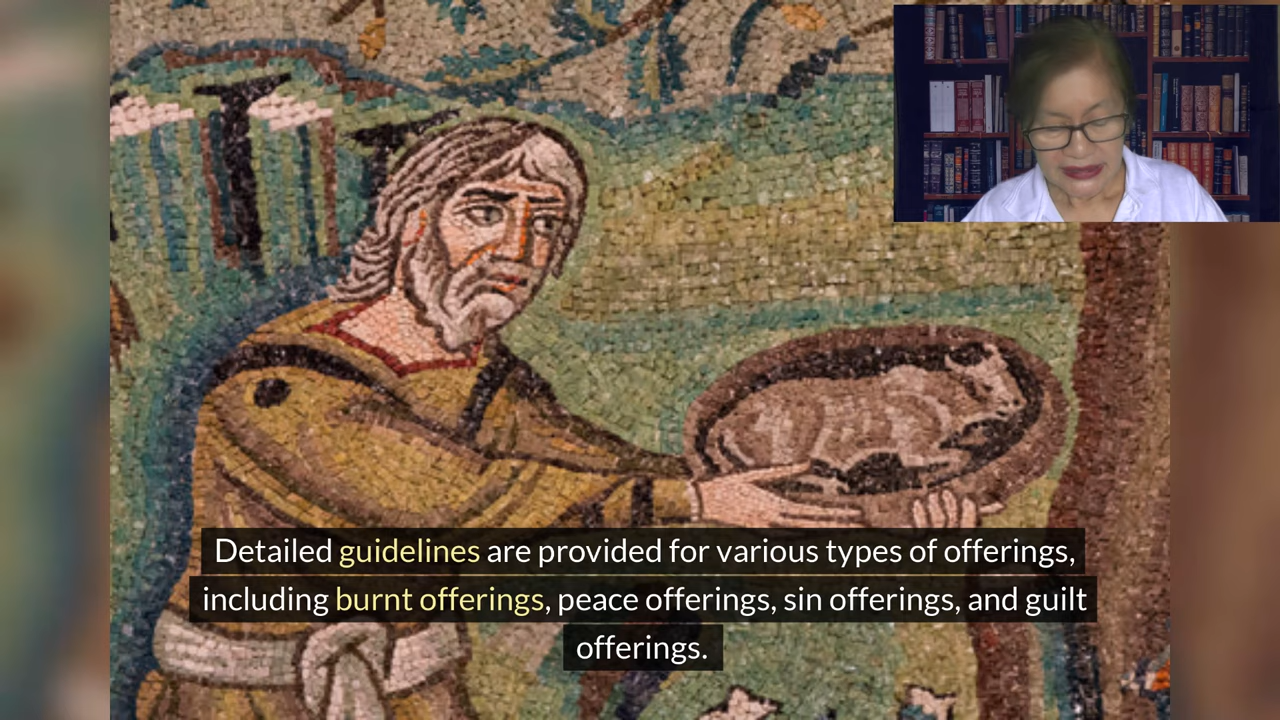 Detailed guidelines are provided for various types of offerings,
including burnt offerings, peace offerings, sin offerings, and guilt
offerings.